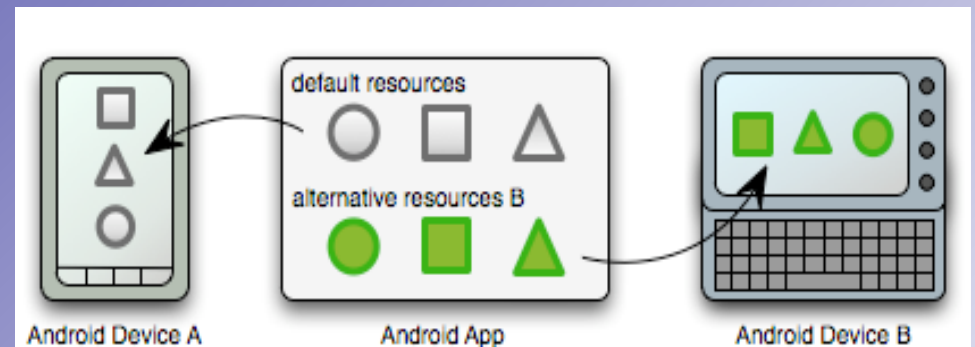 default resources
alternative resources B
Android Device A
Android App
Android Device B